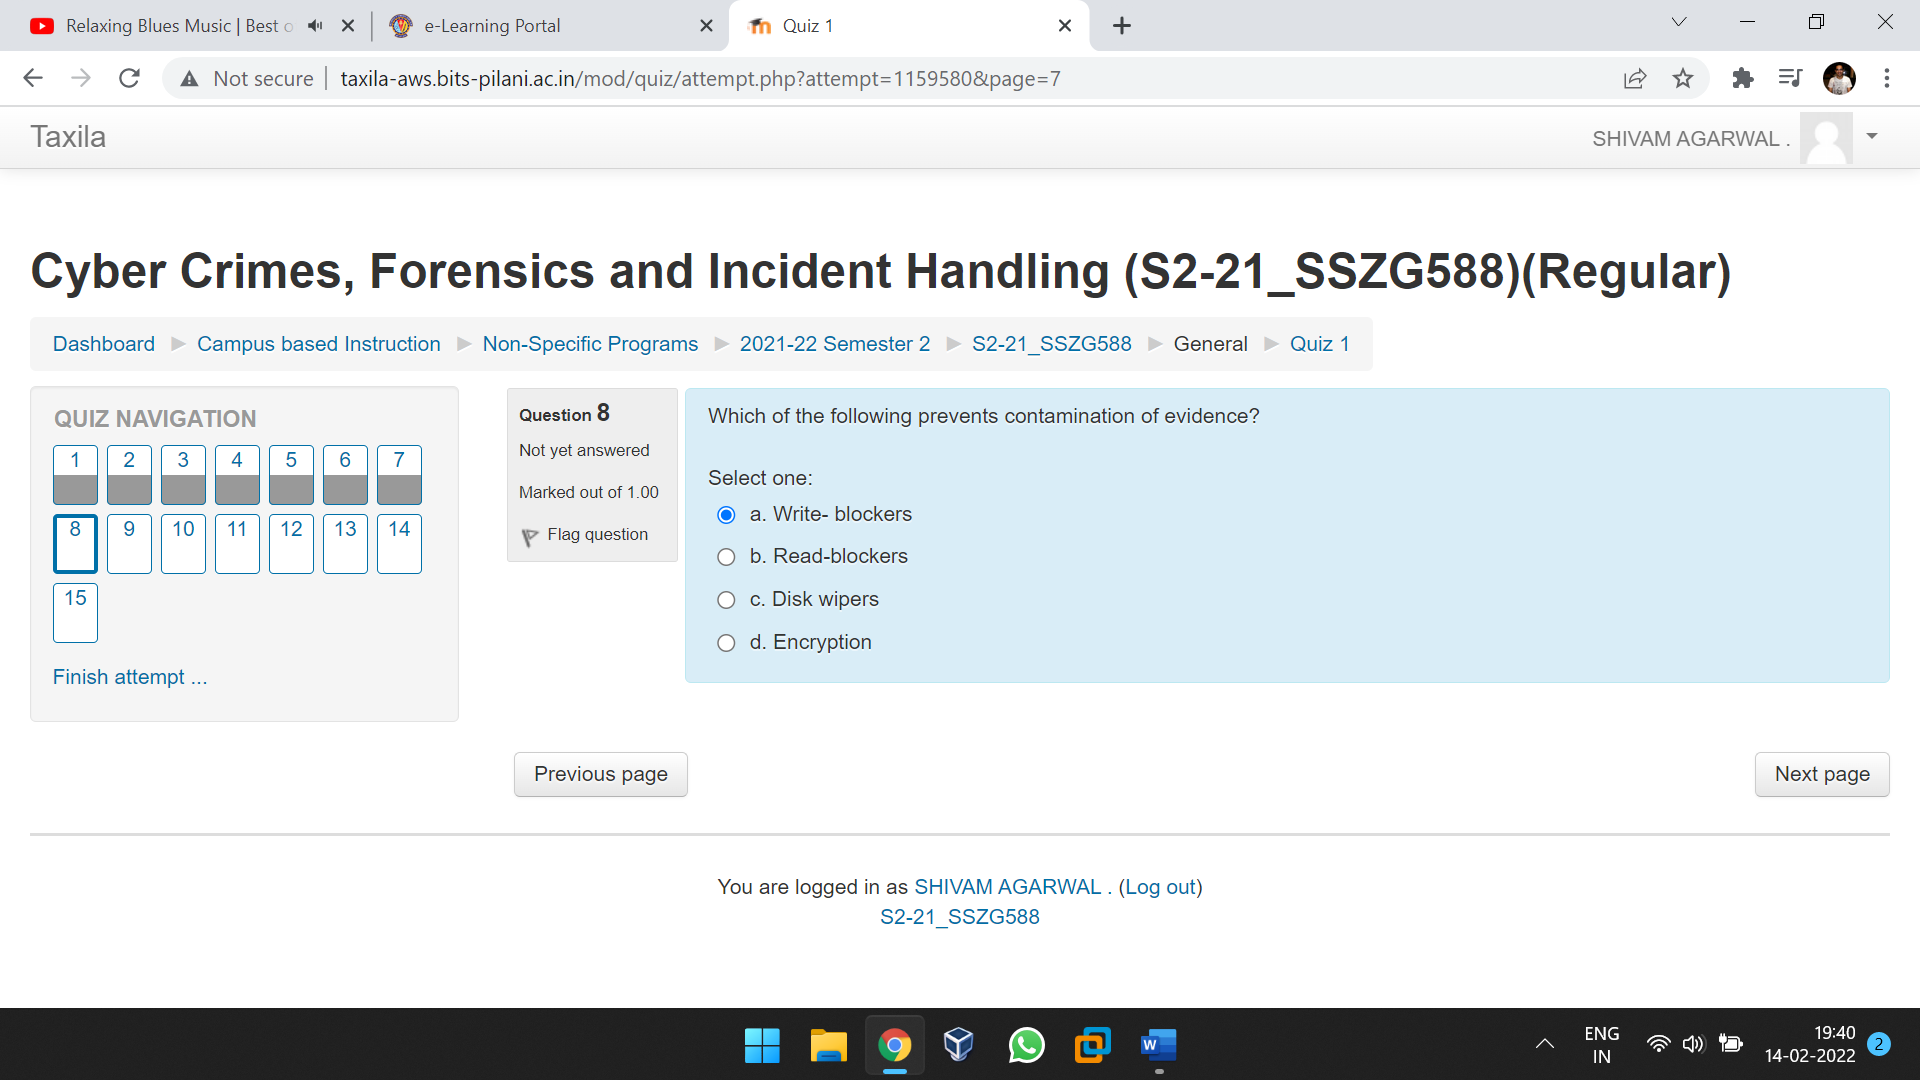 Relaxing Blues Music | Best o
e-Learning Portal
Quiz 1
Not secure
taxila-aws.bits-pilani.ac.in/mod/quiz/attempt.php?attempt=1159580&page=7
Taxila
SHIVAM AGARWAL .
Cyber Crimes, Forensics and Incident Handling (S2-21_SSZG588)(Regular)
Dashboard
Campus based Instruction
Non-Specific Programs
2021-22 Semester 2
S2-21_SSZG588
General
Quiz 1
QUIZ NAVIGATION
1 2 3 4 5 6 7
8 9 10 11 12 13 14
15
Finish attempt ...
Question 8
Not yet answered
Marked out of 1.00
Flag question
Which of the following prevents contamination of evidence?
Select one:
a. Write- blockers
b. Read-blockers
c. Disk wipers
d. Encryption
Previous page
Next page
You are logged in as SHIVAM AGARWAL . (Log out)
S2-21_SSZG588
W
ENG
IN
19:40
14-02-2022
2